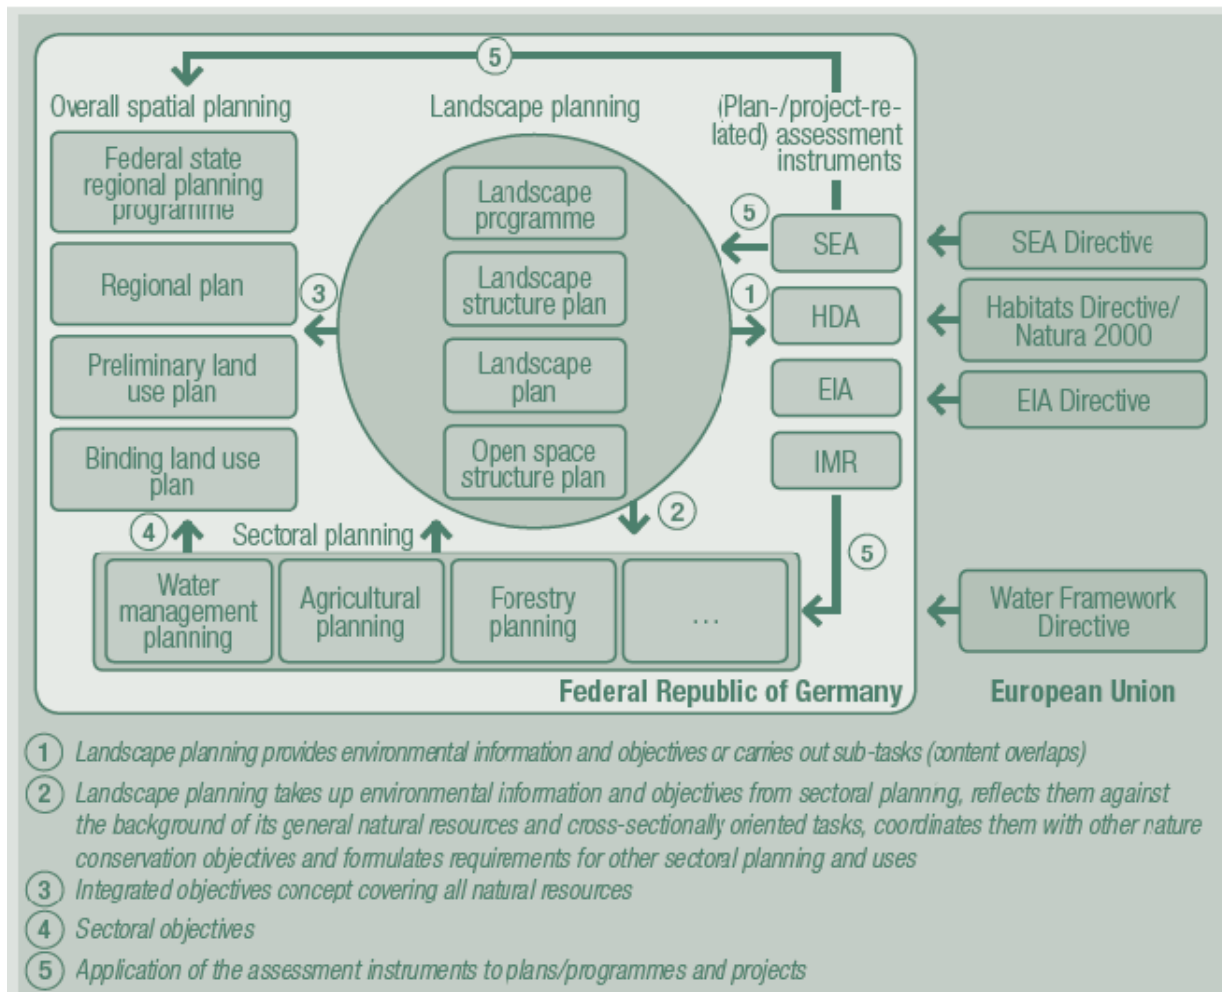 5
Overall spatial planning
Landscape planning
(Plan-/project-re-
lated) assessment
instruments
Federal state
regional planning
programme
Regional plan
Preliminary land
use plan
Binding land use
plan
Landscape
programme
Landscape
structure plan
Landscape
plan
Open space
structure plan
3
5
1
2
SEA
HDA
EIA
IMR
SEA Directive
Habitats Directive/
Natura 2000
EIA Directive
4
Sectoral planning
5
Water
management
planning
Agricultural
planning
Forestry
planning
...
Water Framework
Directive
Federal Republic of Germany
European Union
1 Landscape planning provides environmental information and objectives or carries out sub-tasks (content overlaps)
2 Landscape planning takes up environmental information and objectives from sectoral planning, reflects them against
the background of its general natural resources and cross-sectionally oriented tasks, coordinates them with other nature
conservation objectives and formulates requirements for other sectoral planning and uses
3 Integrated objectives concept covering all natural resources
4 Sectoral objectives
5 Application of the assessment instruments to plans/programmes and projects